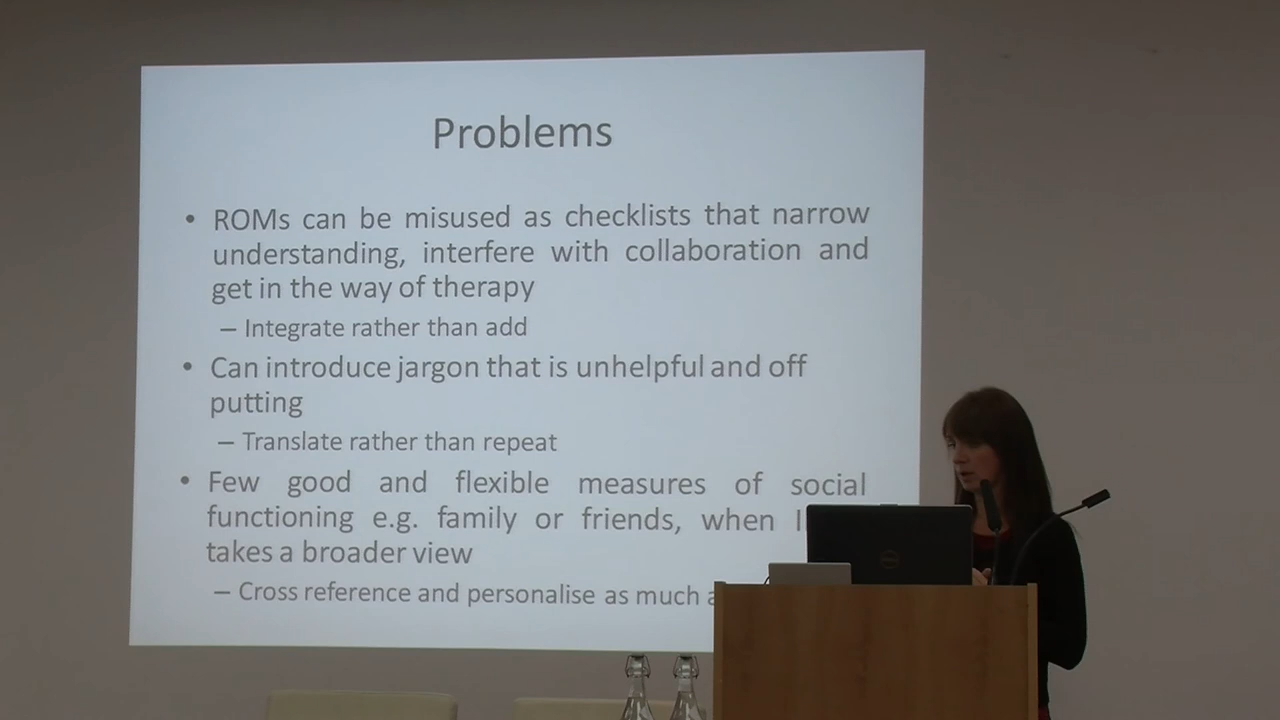 Problems
• ROMs can be misused as checklists that narrow
understanding, interfere with collaboration and
get in the way of therapy
– Integrate rather than add
• Can introduce jargon that is unhelpful and off
putting
– Translate rather than repeat
• Few good and flexible measures of social
functioning e.g. family or friends, when
takes a broader view
– Cross reference and personalise as much